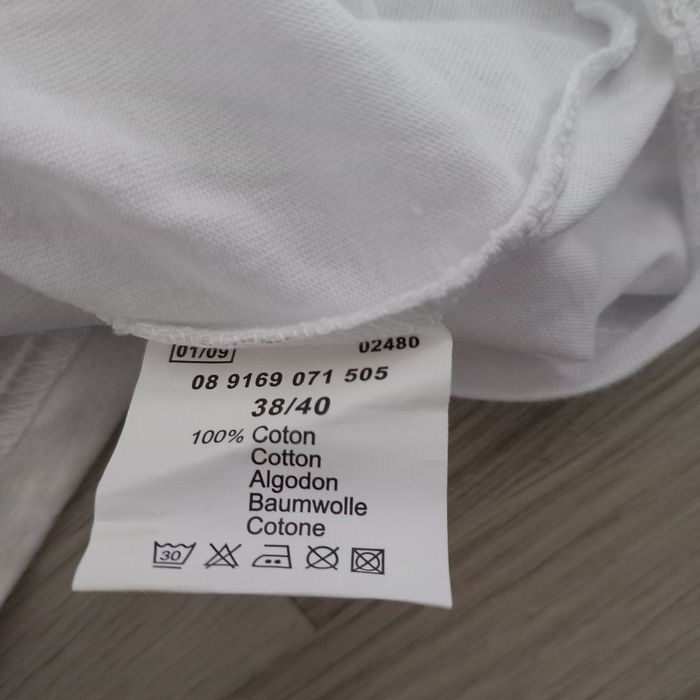 01/09 02480
08 9169 071 505
38/40
100% Coton
Cotton
Algodon
Baumwolle
Cotone
30